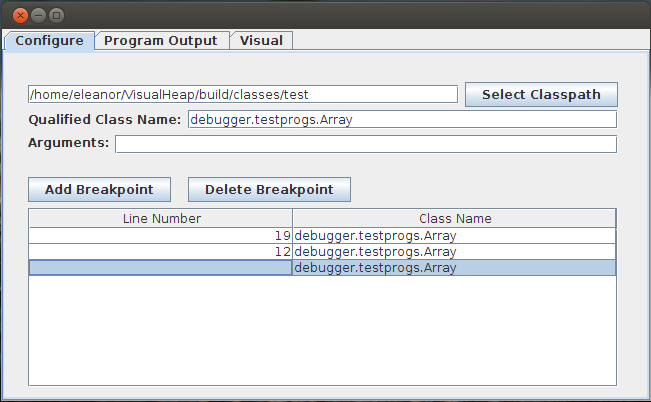 Configure Program Output Visual
/home/eleanor/VisualHeap/build/classes/test Select Classpath
Qualified Class Name: debugger.testprogs.Array
Arguments:
Add Breakpoint Delete Breakpoint
Line Number Class Name
19 debugger.testprogs.Array
12 debugger.testprogs.Array
debugger.testprogs.Array